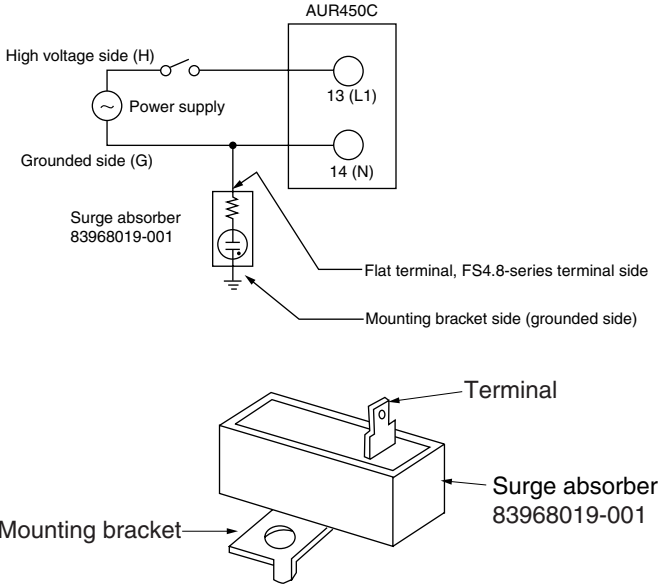 AUR450C
High voltage side (H)
13 (L1)
Power supply
Grounded side (G)
14 (N)
Surge absorber
83968019-001
Flat terminal, FS4.8-series terminal side
Mounting bracket side (grounded side)
Terminal
Surge absorber
83968019-001
Mounting bracket